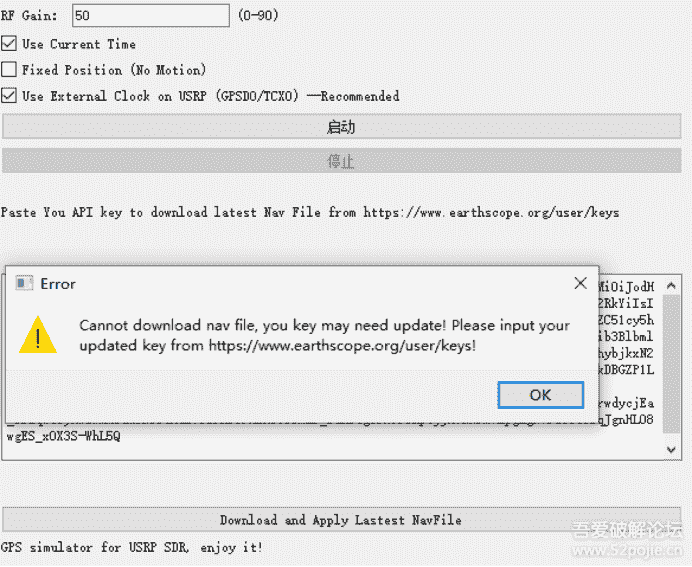 RF Gain: 50 (0-90)
Use Current Time
Fixed Position (No Motion)
Use External Clock on USRP (GPSDO/TCXO) --Recommended
启动
停止
Paste You API key to download latest Nav File from https://www.earthscope.org/user/keys
Error
Cannot download nav file, you key may need update! Please input your
updated key from https://www.earthscope.org/user/keys!
OK
wgES_xOX3S-WhL5Q
Download and Apply Lastest NavFile
GPS simulator for USRP SDR, enjoy it!
吾爱破解论坛
www.52pojie.cn